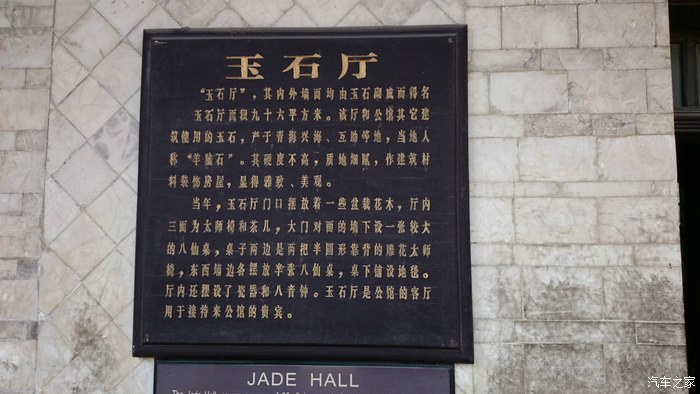 玉石厅
“玉石厅”，其内外墙面均由玉石砌成而得名
玉石厅面积九十六平方米。该厅和公馆其它建
筑使用的玉石，产于青海兴海、互助等地，当地人
称“羊脑石”。其硬度不高，质地细腻，作建筑材
料装饰房屋，显得雅致、美观。
当年，玉石厅门口摆放着一些盆栽花木，厅内
三面为太师椅和茶几，大门对面的墙下设一张较大
的八仙桌，桌子两边是两把半圆形靠背的雕花太师
椅，东西墙边各摆放半张八仙桌，桌下铺设地毯。
厅内还摆设了瓷器和八音钟。玉石厅是公馆的客厅
用于接待来公馆的贵宾。
JADE HALL
The Jade Hall
汽车之家